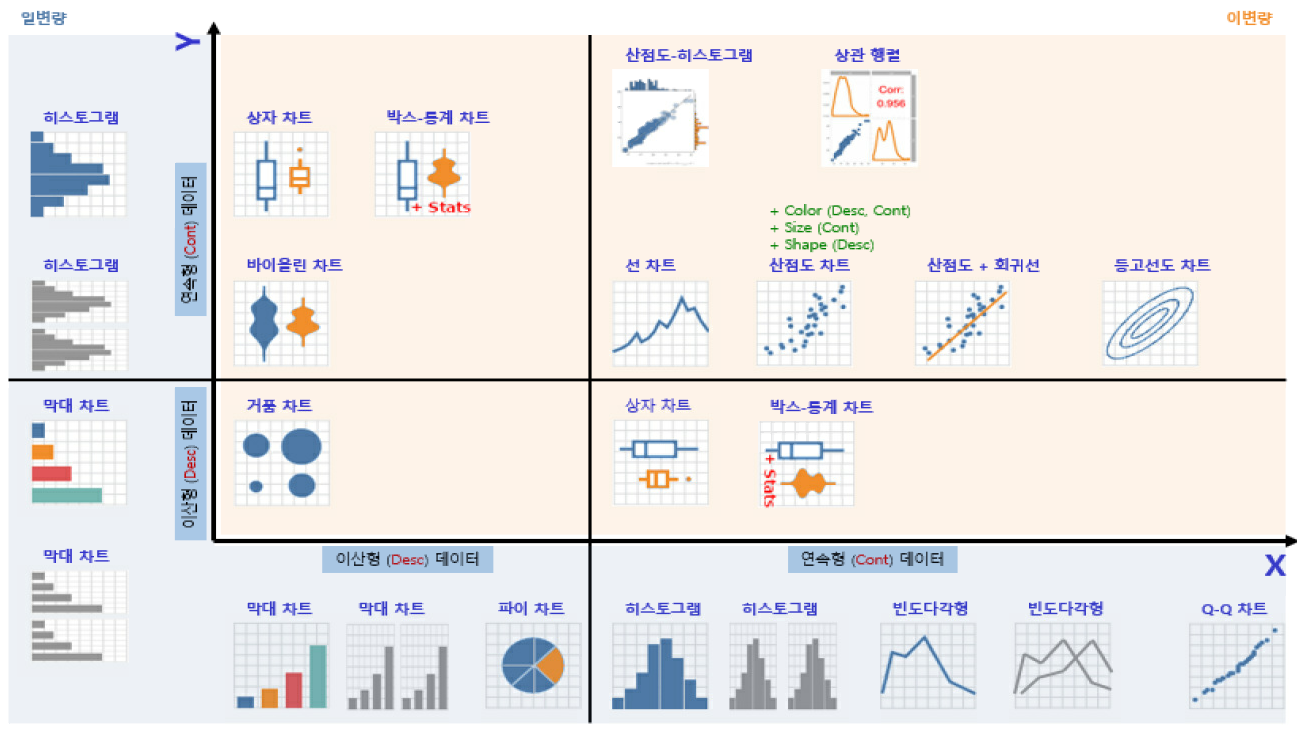 일변량
이변량
Y
산점도-히스토그램
상관 행렬
Corr:
0.956
히스토그램
상자 차트
박스-통계 차트
+ Stats
연속형 (Cont) 데이터
+ Color (Desc, Cont)
+ Size (Cont)
+ Shape (Desc)
히스토그램
바이올린 차트
선 차트
산점도 차트
산점도 + 회귀선
등고선도 차트
막대 차트
이산형 (Desc) 데이터
거품 차트
상자 차트
박스-통계 차트
+ Stats
막대 차트
이산형 (Desc) 데이터
연속형 (Cont) 데이터
X
막대 차트
막대 차트
파이 차트
히스토그램
히스토그램
빈도다각형
빈도다각형
Q-Q 차트